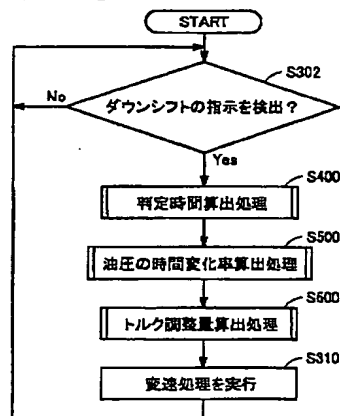 START
S302
No
ダウンシフトの指示を検出?
Yes
S400
判定時間算出処理
S500
油圧の時間変化率算出処理
S600
トルク調整量算出処理
S310
変速処理を実行